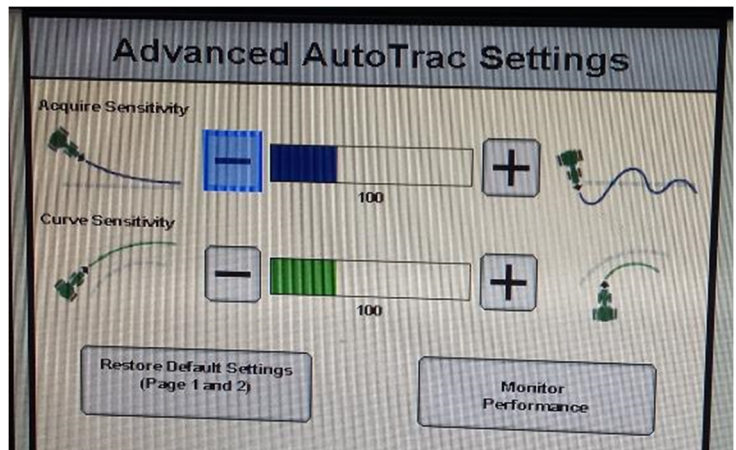 Advanced AutoTrac Settings
Acquire Sensitivity
100
Curve Sensitivity
100
Restore Default Settings
(Page 1 and 2)
Monitor
Performance